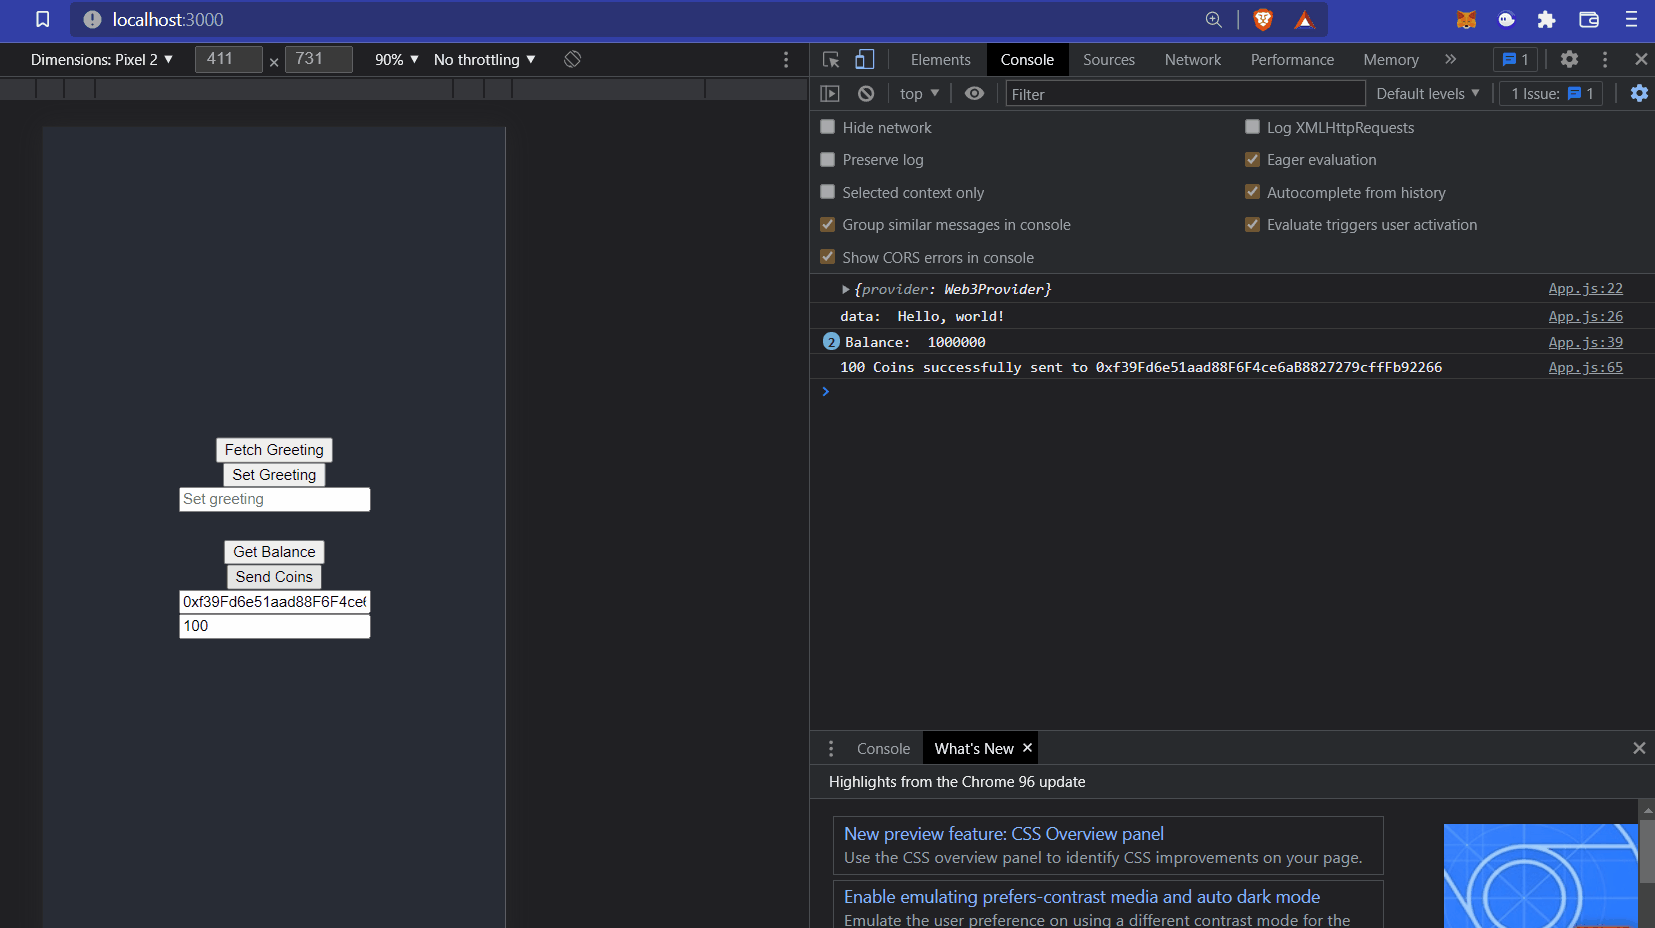 localhost:3000
Dimensions: Pixel 2 ▼ 411 × 731 90% ▼ No throttling ▼
Elements Console Sources Network Performance Memory » 1
top ▼ Filter Default levels ▼ 1 Issue: 1
Hide network Log XMLHttpRequests
Preserve log Eager evaluation
Selected context only Autocomplete from history
Group similar messages in console Evaluate triggers user activation
Show CORS errors in console
▶ {provider: Web3Provider} App.js:22
data: Hello, world! App.js:26
2 Balance: 1000000 App.js:39
100 Coins successfully sent to 0xf39Fd6e51aad88F6F4ce6aB8827279cffFb92266 App.js:65
>
Fetch Greeting
Set Greeting
Set greeting
Get Balance
Send Coins
0xf39Fd6e51aad88F6F4ce6
100
Console What's New ×
Highlights from the Chrome 96 update
New preview feature: CSS Overview panel
Use the CSS overview panel to identify CSS improvements on your page.
Enable emulating prefers-contrast media and auto dark mode
Emulate the user preference on using a different contrast mode for the